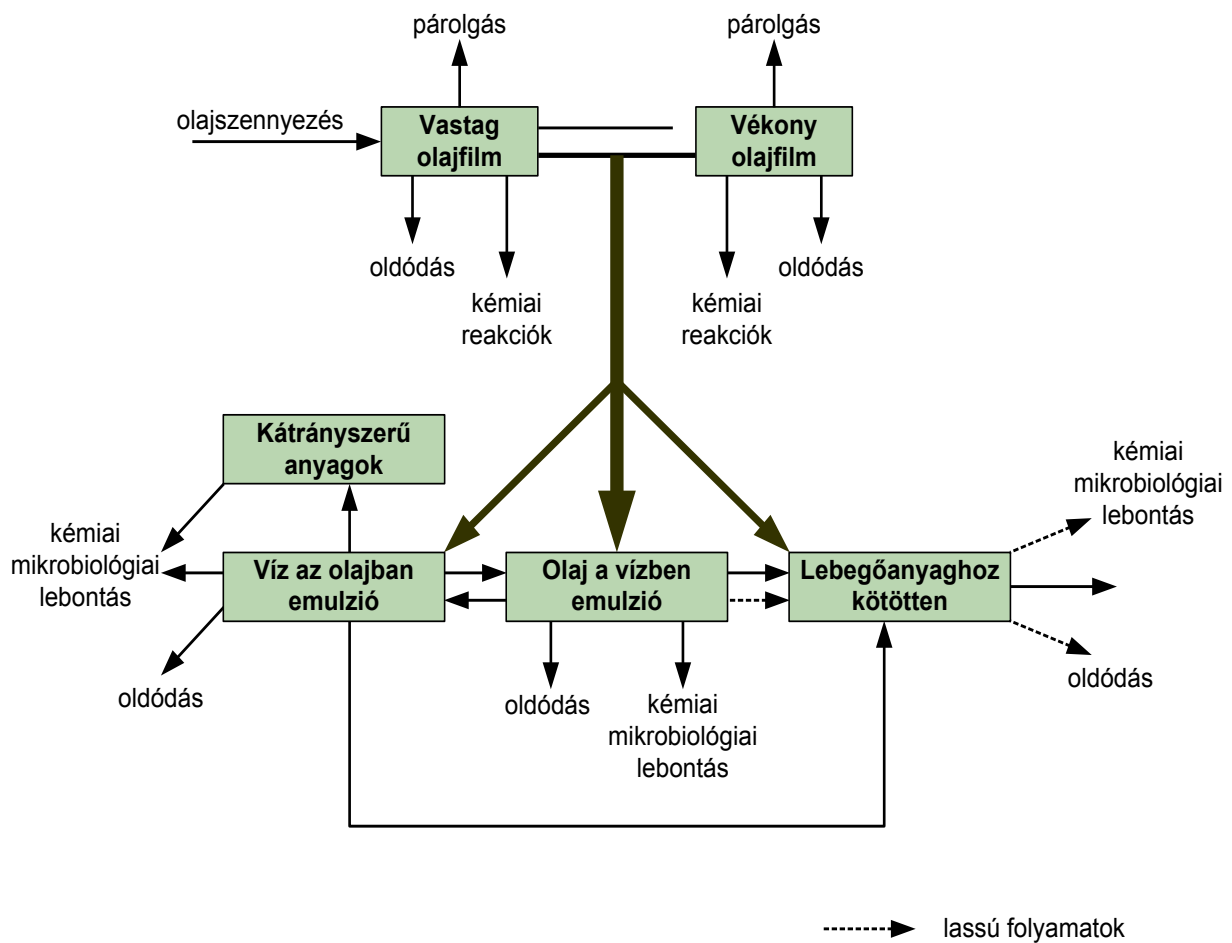 párolgás
párolgás
olajszennyezés
Vastag
olajfilm
Vékony
olajfilm
oldódás
kémiai
reakciók
kémiai
reakciók
oldódás
Kátrányszerű
anyagok
kémiai
mikrobiológiai
lebontás
kémiai
mikrobiológiai
lebontás
Víz az olajban
emulzió
Olaj a vízben
emulzió
Lebegőanyaghoz
kötötten
oldódás
oldódás
kémiai
mikrobiológiai
lebontás
oldódás
lassú folyamatok